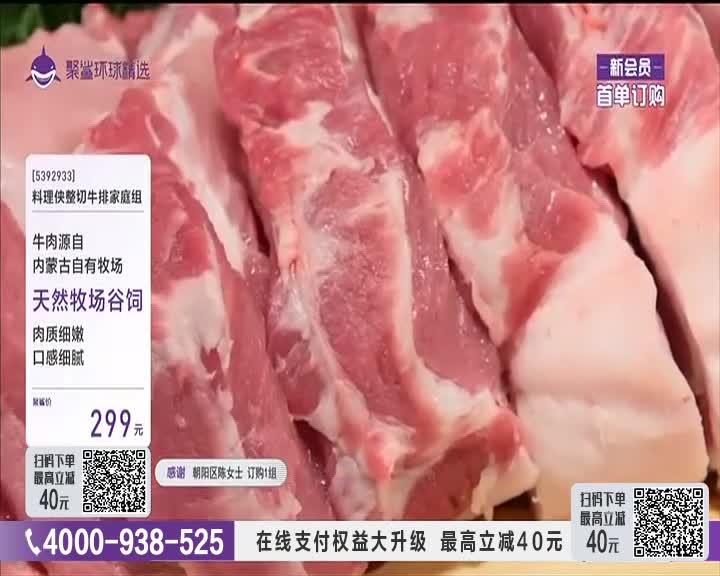 聚鲨环球精选
新会员
首单订购
[5392933]
料理侠整切牛排家庭组
牛肉源自
内蒙古自有牧场
天然牧场谷饲
肉质细嫩
口感细腻
聚鲨价
299元
扫码下单
最高立减
40元
感谢 朝阳区陈女士 订购1组
4000-938-525
在线支付权益大升级 最高立减40元
扫码下单
最高立减
40元